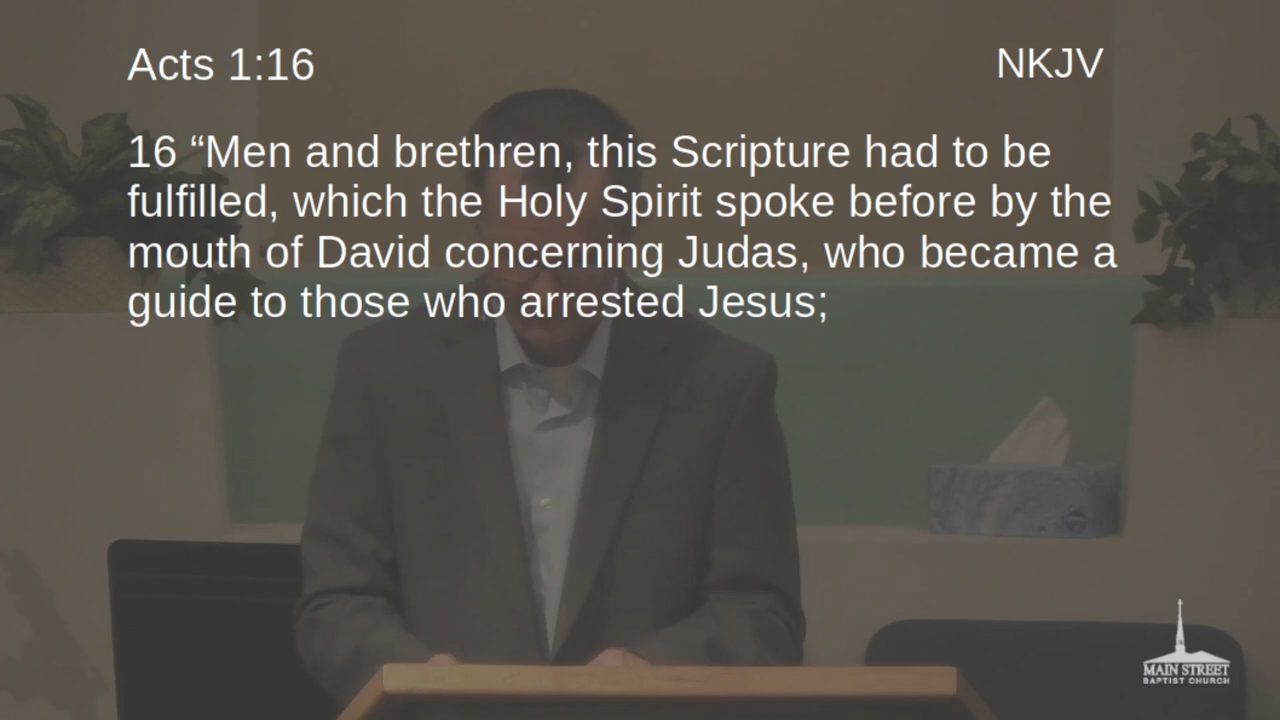 Acts 1:16 NKJV
16 “Men and brethren, this Scripture had to be
fulfilled, which the Holy Spirit spoke before by the
mouth of David concerning Judas, who became a
guide to those who arrested Jesus;
MAIN STREET
BAPTIST CHURCH